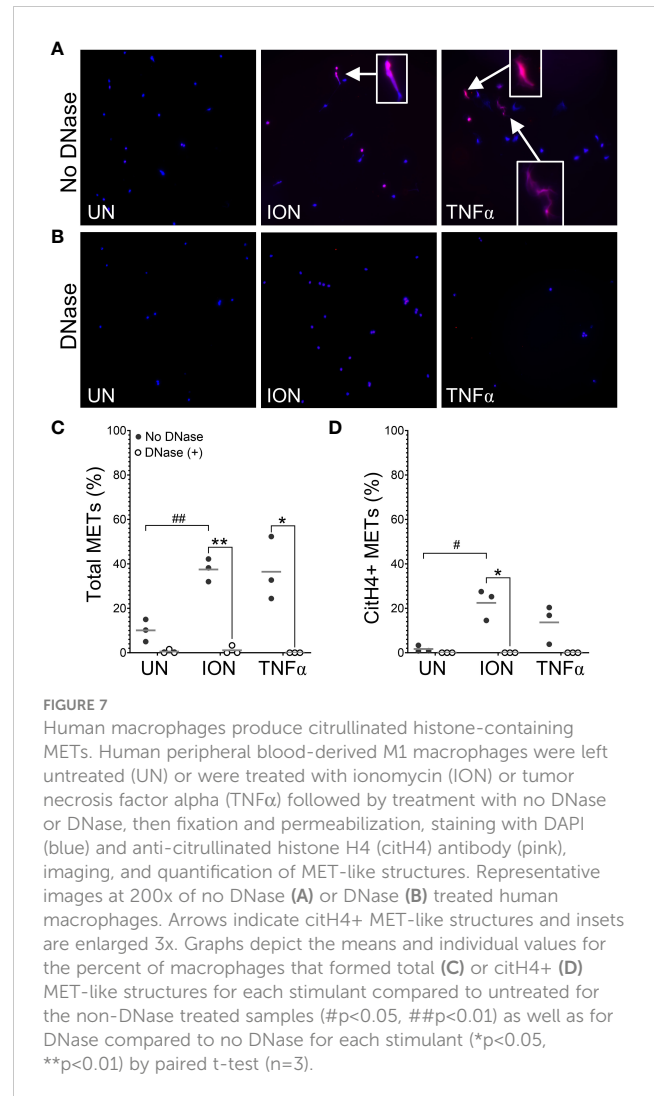 A
No DNase
UN
ION
TNFα
B
DNase
UN
ION
TNFα
C
100
80
60
40
20
0
Total METs (%)
No DNase
DNase (+)
##
**
*
UN
ION
TNFα
D
100
80
60
40
20
0
CitH4+ METs (%)
#
*
UN
ION
TNFα
FIGURE 7
Human macrophages produce citrullinated histone-containing
METs. Human peripheral blood-derived M1 macrophages were left
untreated (UN) or were treated with ionomycin (ION) or tumor
necrosis factor alpha (TNFα) followed by treatment with no DNase
or DNase, then fixation and permeabilization, staining with DAPI
(blue) and anti-citrullinated histone H4 (citH4) antibody (pink),
imaging, and quantification of MET-like structures. Representative
images at 200x of no DNase (A) or DNase (B) treated human
macrophages. Arrows indicate citH4+ MET-like structures and insets
are enlarged 3x. Graphs depict the means and individual values for
the percent of macrophages that formed total (C) or citH4+ (D)
MET-like structures for each stimulant compared to untreated for
the non-DNase treated samples (#p<0.05, ##p<0.01) as well as for
DNase compared to no DNase for each stimulant (*p<0.05,
**p<0.01) by paired t-test (n=3).